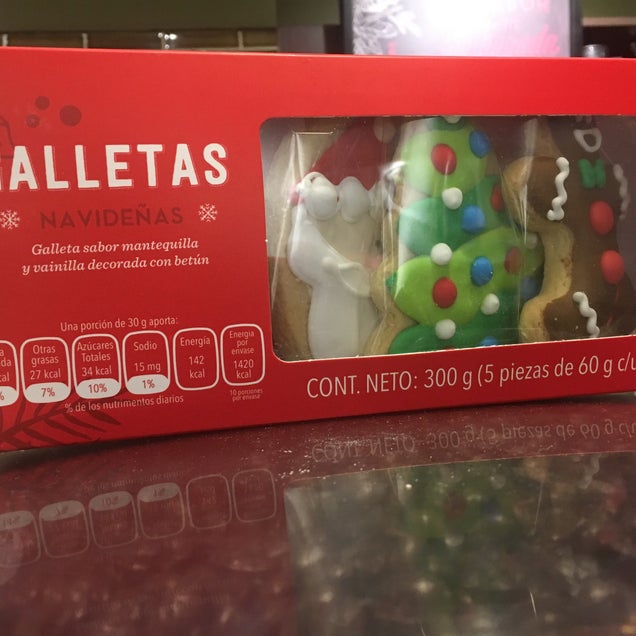 GALLETAS
NAVIDEÑAS
Galleta sabor mantequilla
y vainilla decorada con betún
Una porción de 30 g aporta:
Otras grasas 27 kcal 7%
Azúcares Totales 34 kcal 10%
Sodio 15 mg 1%
Energía 142 kcal
Energía por envase 1420 kcal
% de los nutrimentos diarios
10 porciones por envase
CONT. NETO: 300 g (5 piezas de 60 g c/u